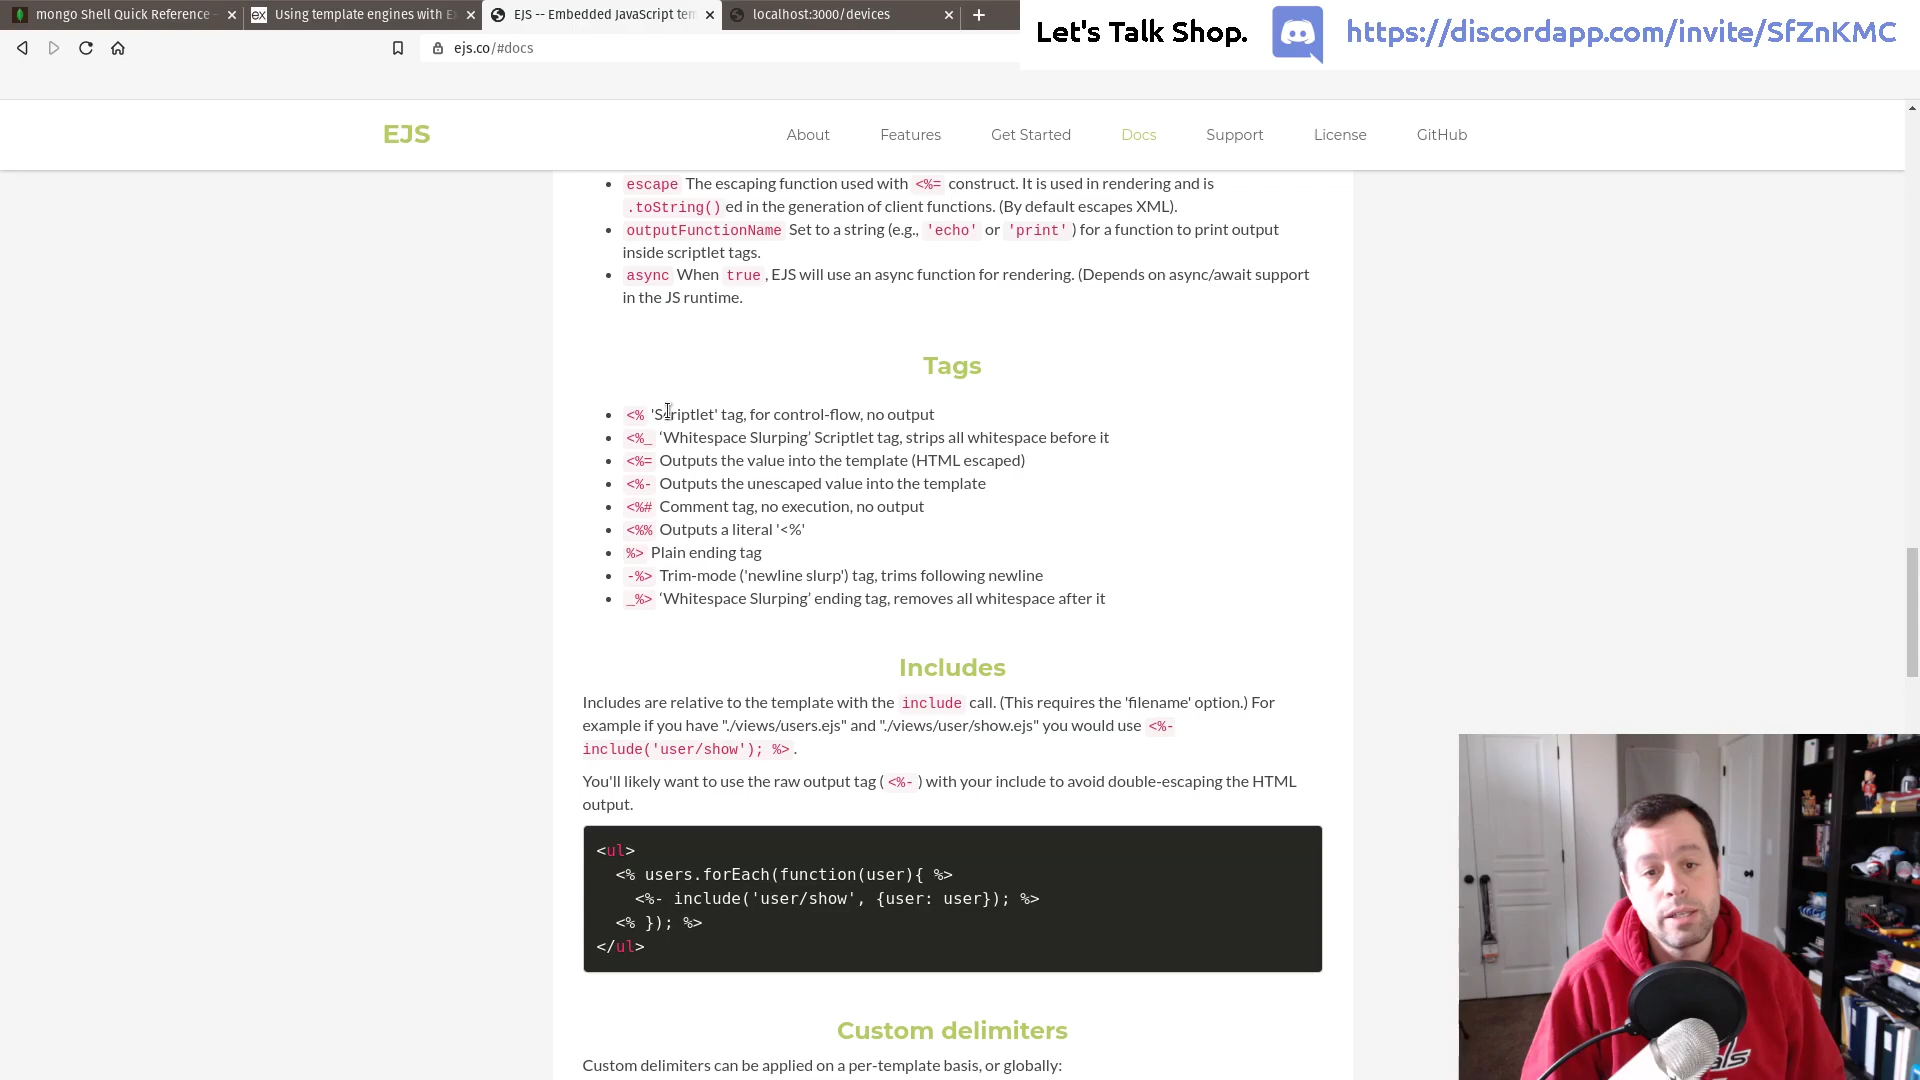 mongo Shell Quick Reference -
Using template engines with Ex
EJS -- Embedded JavaScript tem
localhost:3000/devices
Let's Talk Shop.
https://discordapp.com/invite/SfZnKMC
ejs.co/#docs
EJS
About
Features
Get Started
Docs
Support
License
GitHub
escape The escaping function used with <%= construct. It is used in rendering and is
.toString() ed in the generation of client functions. (By default escapes XML).
outputFunctionName Set to a string (e.g., 'echo' or 'print' ) for a function to print output
inside scriptlet tags.
async When true , EJS will use an async function for rendering. (Depends on async/await support
in the JS runtime.
Tags
<% 'Scriptlet' tag, for control-flow, no output
<%_ ‘Whitespace Slurping’ Scriptlet tag, strips all whitespace before it
<%= Outputs the value into the template (HTML escaped)
<%- Outputs the unescaped value into the template
<%# Comment tag, no execution, no output
<%% Outputs a literal '<%'
%> Plain ending tag
-%> Trim-mode ('newline slurp') tag, trims following newline
_%> ‘Whitespace Slurping’ ending tag, removes all whitespace after it
Includes
Includes are relative to the template with the include call. (This requires the 'filename' option.) For
example if you have "./views/users.ejs" and "./views/user/show.ejs" you would use <%-
include('user/show'); %> .
You'll likely want to use the raw output tag ( <%- ) with your include to avoid double-escaping the HTML
output.
<ul>
<% users.forEach(function(user){ %>
<%- include('user/show', {user: user}); %>
<% }); %>
</ul>
Custom delimiters
Custom delimiters can be applied on a per-template basis, or globally: